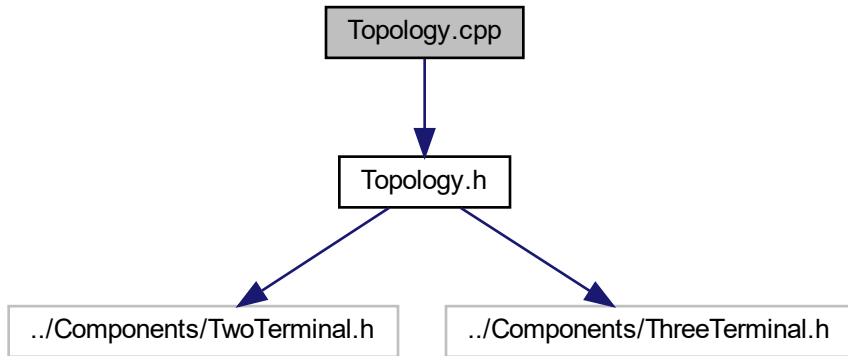 Topology.cpp
Topology.h
../Components/TwoTerminal.h
../Components/ThreeTerminal.h